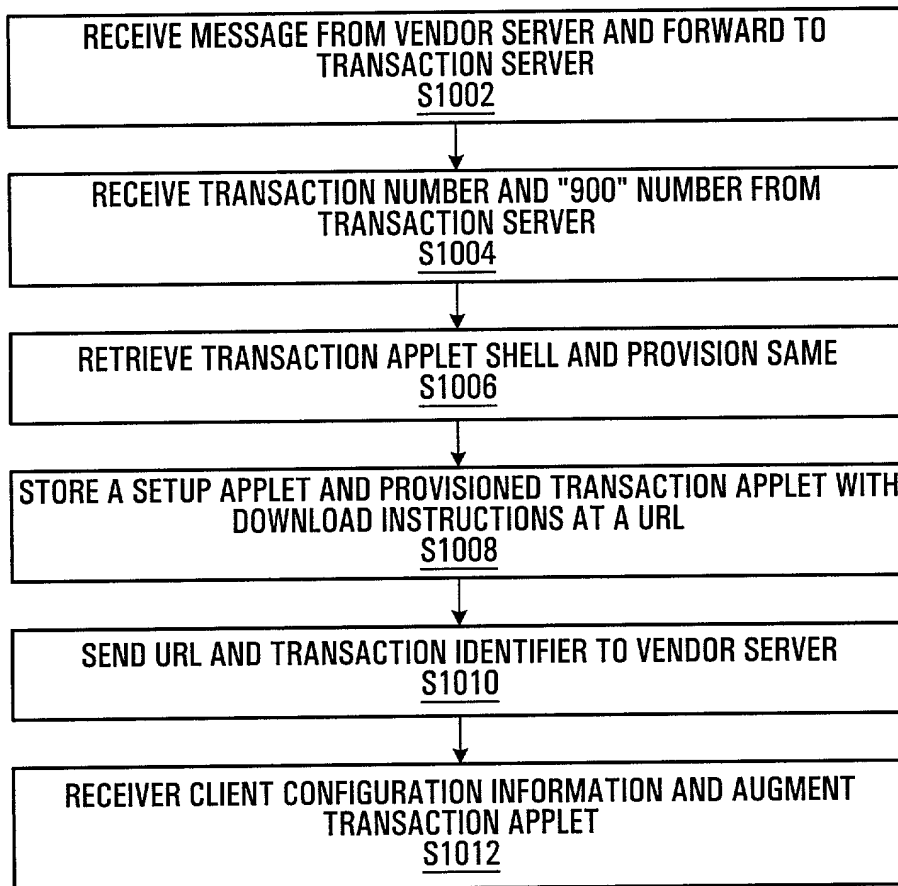 RECEIVE MESSAGE FROM VENDOR SERVER AND FORWARD TO
TRANSACTION SERVER
S1002
RECEIVE TRANSACTION NUMBER AND "900" NUMBER FROM
TRANSACTION SERVER
S1004
RETRIEVE TRANSACTION APPLET SHELL AND PROVISION SAME
S1006
STORE A SETUP APPLET AND PROVISIONED TRANSACTION APPLET WITH
DOWNLOAD INSTRUCTIONS AT A URL
S1008
SEND URL AND TRANSACTION IDENTIFIER TO VENDOR SERVER
S1010
RECEIVER CLIENT CONFIGURATION INFORMATION AND AUGMENT
TRANSACTION APPLET
S1012